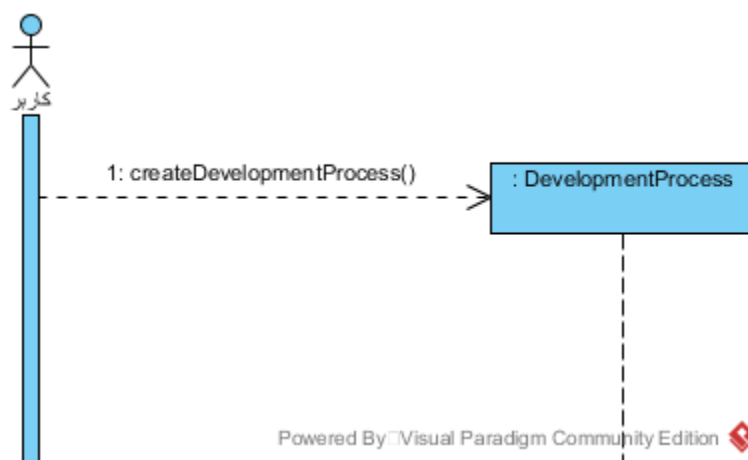 کاربر
1: createDevelopmentProcess()
: DevelopmentProcess
Powered By Visual Paradigm Community Edition